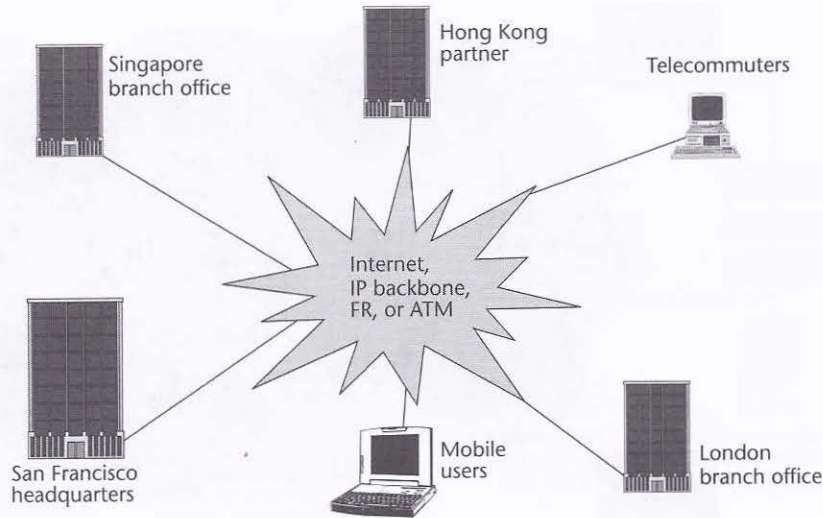 Singapore
branch office
Hong Kong
partner
Telecommuters
Internet,
IP backbone,
FR, or ATM
San Francisco
headquarters
Mobile
users
London
branch office